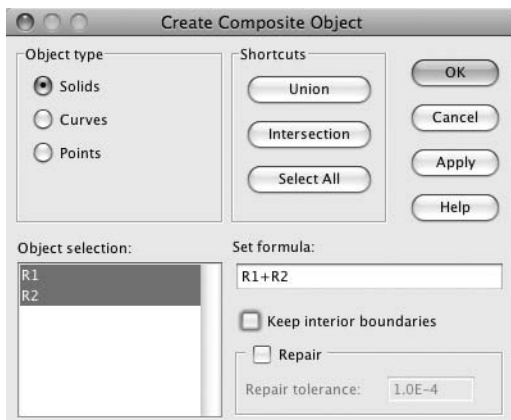 Create Composite Object
Object type
Solids
Curves
Points
Shortcuts
Union
Intersection
Select All
OK
Cancel
Apply
Help
Object selection:
R1
R2
Set formula:
R1+R2
Keep interior boundaries
Repair
Repair tolerance: 1.0E-4